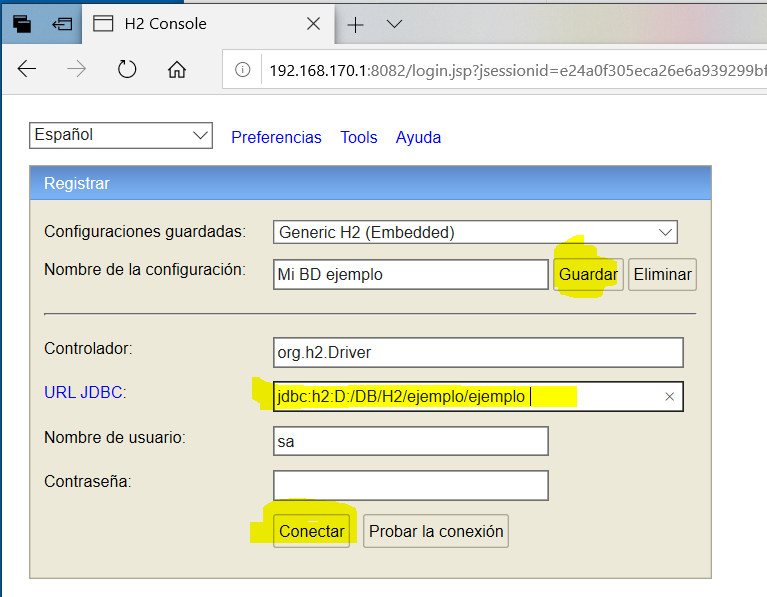 H2 Console
192.168.170.1:8082/login.jsp?jsessionid=e24a0f305eca26e6a939299bf
Español Preferencias Tools Ayuda
Registrar
Configuraciones guardadas: Generic H2 (Embedded)
Nombre de la configuración: Mi BD ejemplo Guardar Eliminar
Controlador: org.h2.Driver
URL JDBC: jdbc:h2:D:/DB/H2/ejemplo/ejemplo
Nombre de usuario: sa
Contraseña:
Conectar Probar la conexión